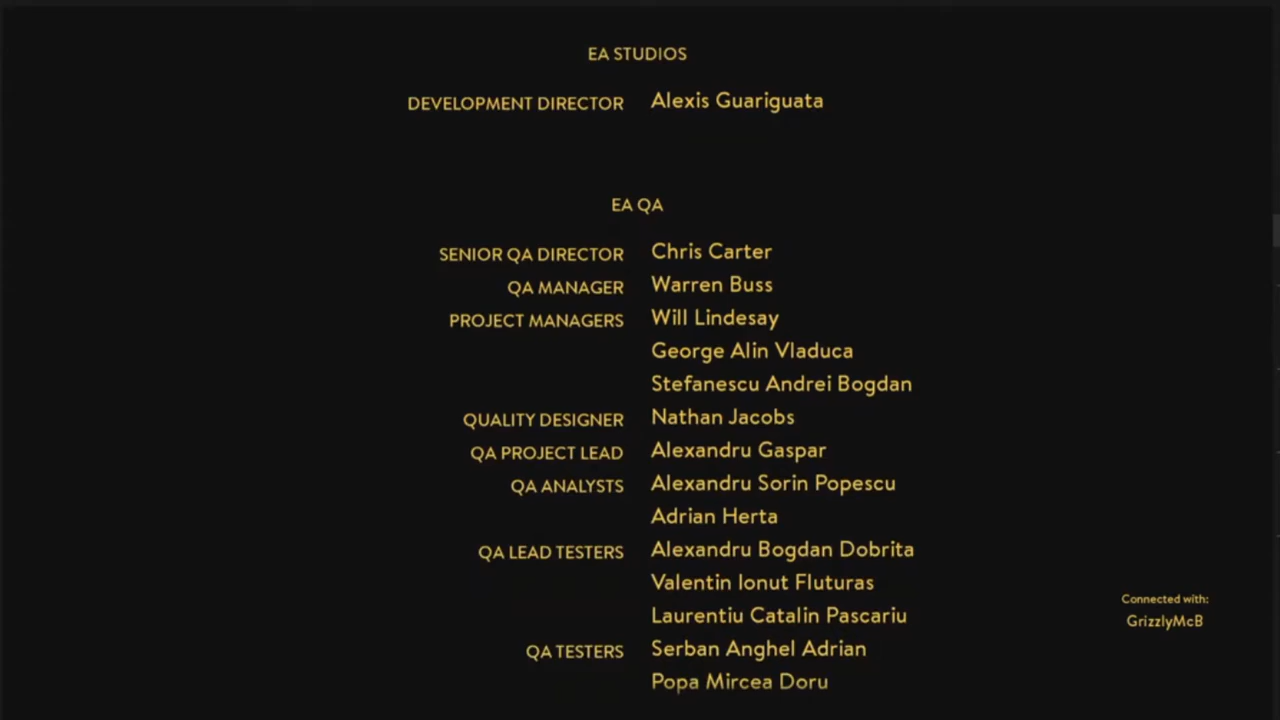 EA STUDIOS
DEVELOPMENT DIRECTOR Alexis Guariguata
EA QA
SENIOR QA DIRECTOR Chris Carter
QA MANAGER Warren Buss
PROJECT MANAGERS Will Lindesay
George Alin Vladuca
Stefanescu Andrei Bogdan
QUALITY DESIGNER Nathan Jacobs
QA PROJECT LEAD Alexandru Gaspar
QA ANALYSTS Alexandru Sorin Popescu
Adrian Herta
QA LEAD TESTERS Alexandru Bogdan Dobrita
Valentin Ionut Fluturas
Laurentiu Catalin Pascariu
QA TESTERS Serban Anghel Adrian
Popa Mircea Doru
Connected with:
GrizzlyMcB